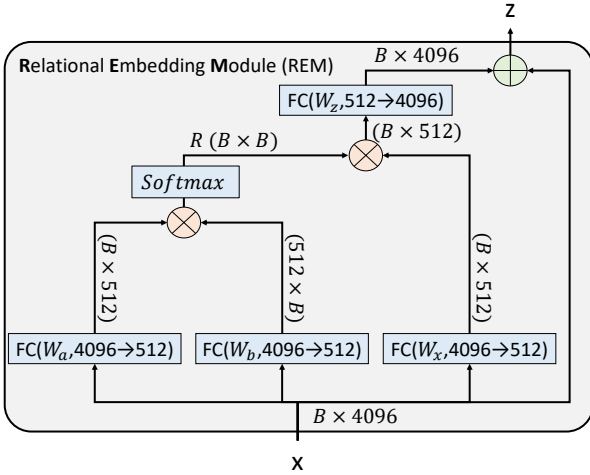 Z
Relational Embedding Module (REM)
B × 4096
FC(W_z,512→4096)
(B × 512)
R (B × B)
Softmax
(B × 512)
(512 × B)
(B × 512)
FC(W_a,4096→512)
FC(W_b,4096→512)
FC(W_x,4096→512)
B × 4096
X